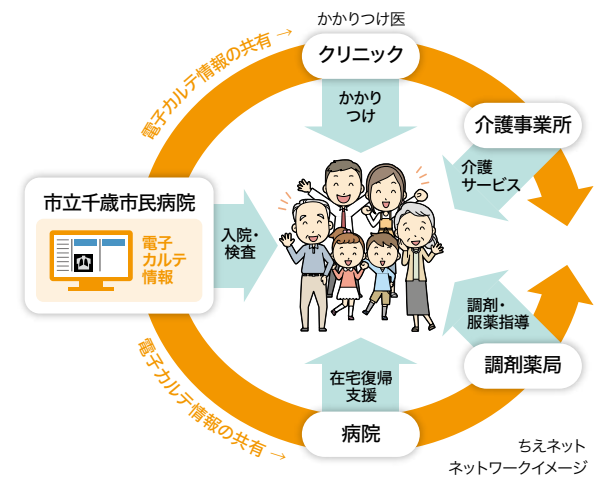 かかりつけ医
クリニック
電子カルテ情報の共有 →
かかり
つけ
介護事業所
介護
サービス
市立千歳市民病院
電子
カルテ
情報
入院・
検査
調剤・
服薬指導
調剤薬局
在宅復帰
支援
病院
電子カルテ情報の共有 →
ちえネット
ネットワークイメージ